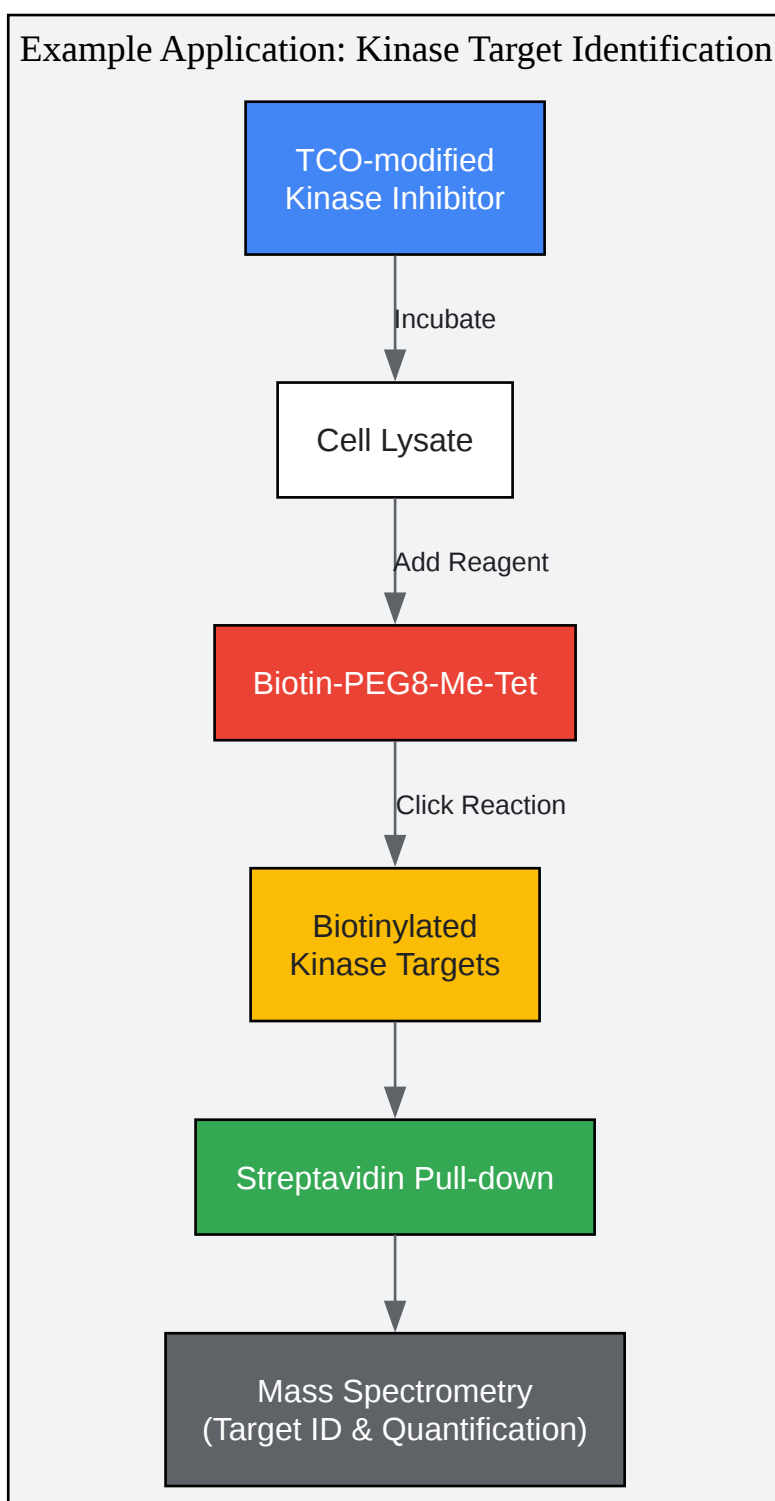 Example Application: Kinase Target Identification
TCO-modified
Kinase Inhibitor
Incubate
Cell Lysate
Add Reagent
Biotin-PEG8-Me-Tet
Click Reaction
Biotinylated
Kinase Targets
Streptavidin Pull-down
Mass Spectrometry
(Target ID & Quantification)